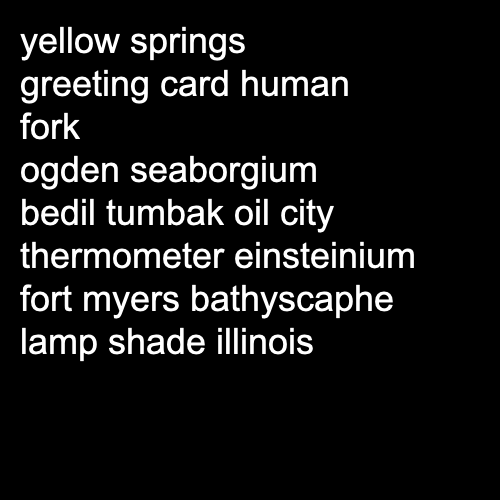 yellow springs
greeting card human
fork
ogden seaborgium
bedil tumbak oil city
thermometer einsteinium
fort myers bathyscaphe
lamp shade illinois